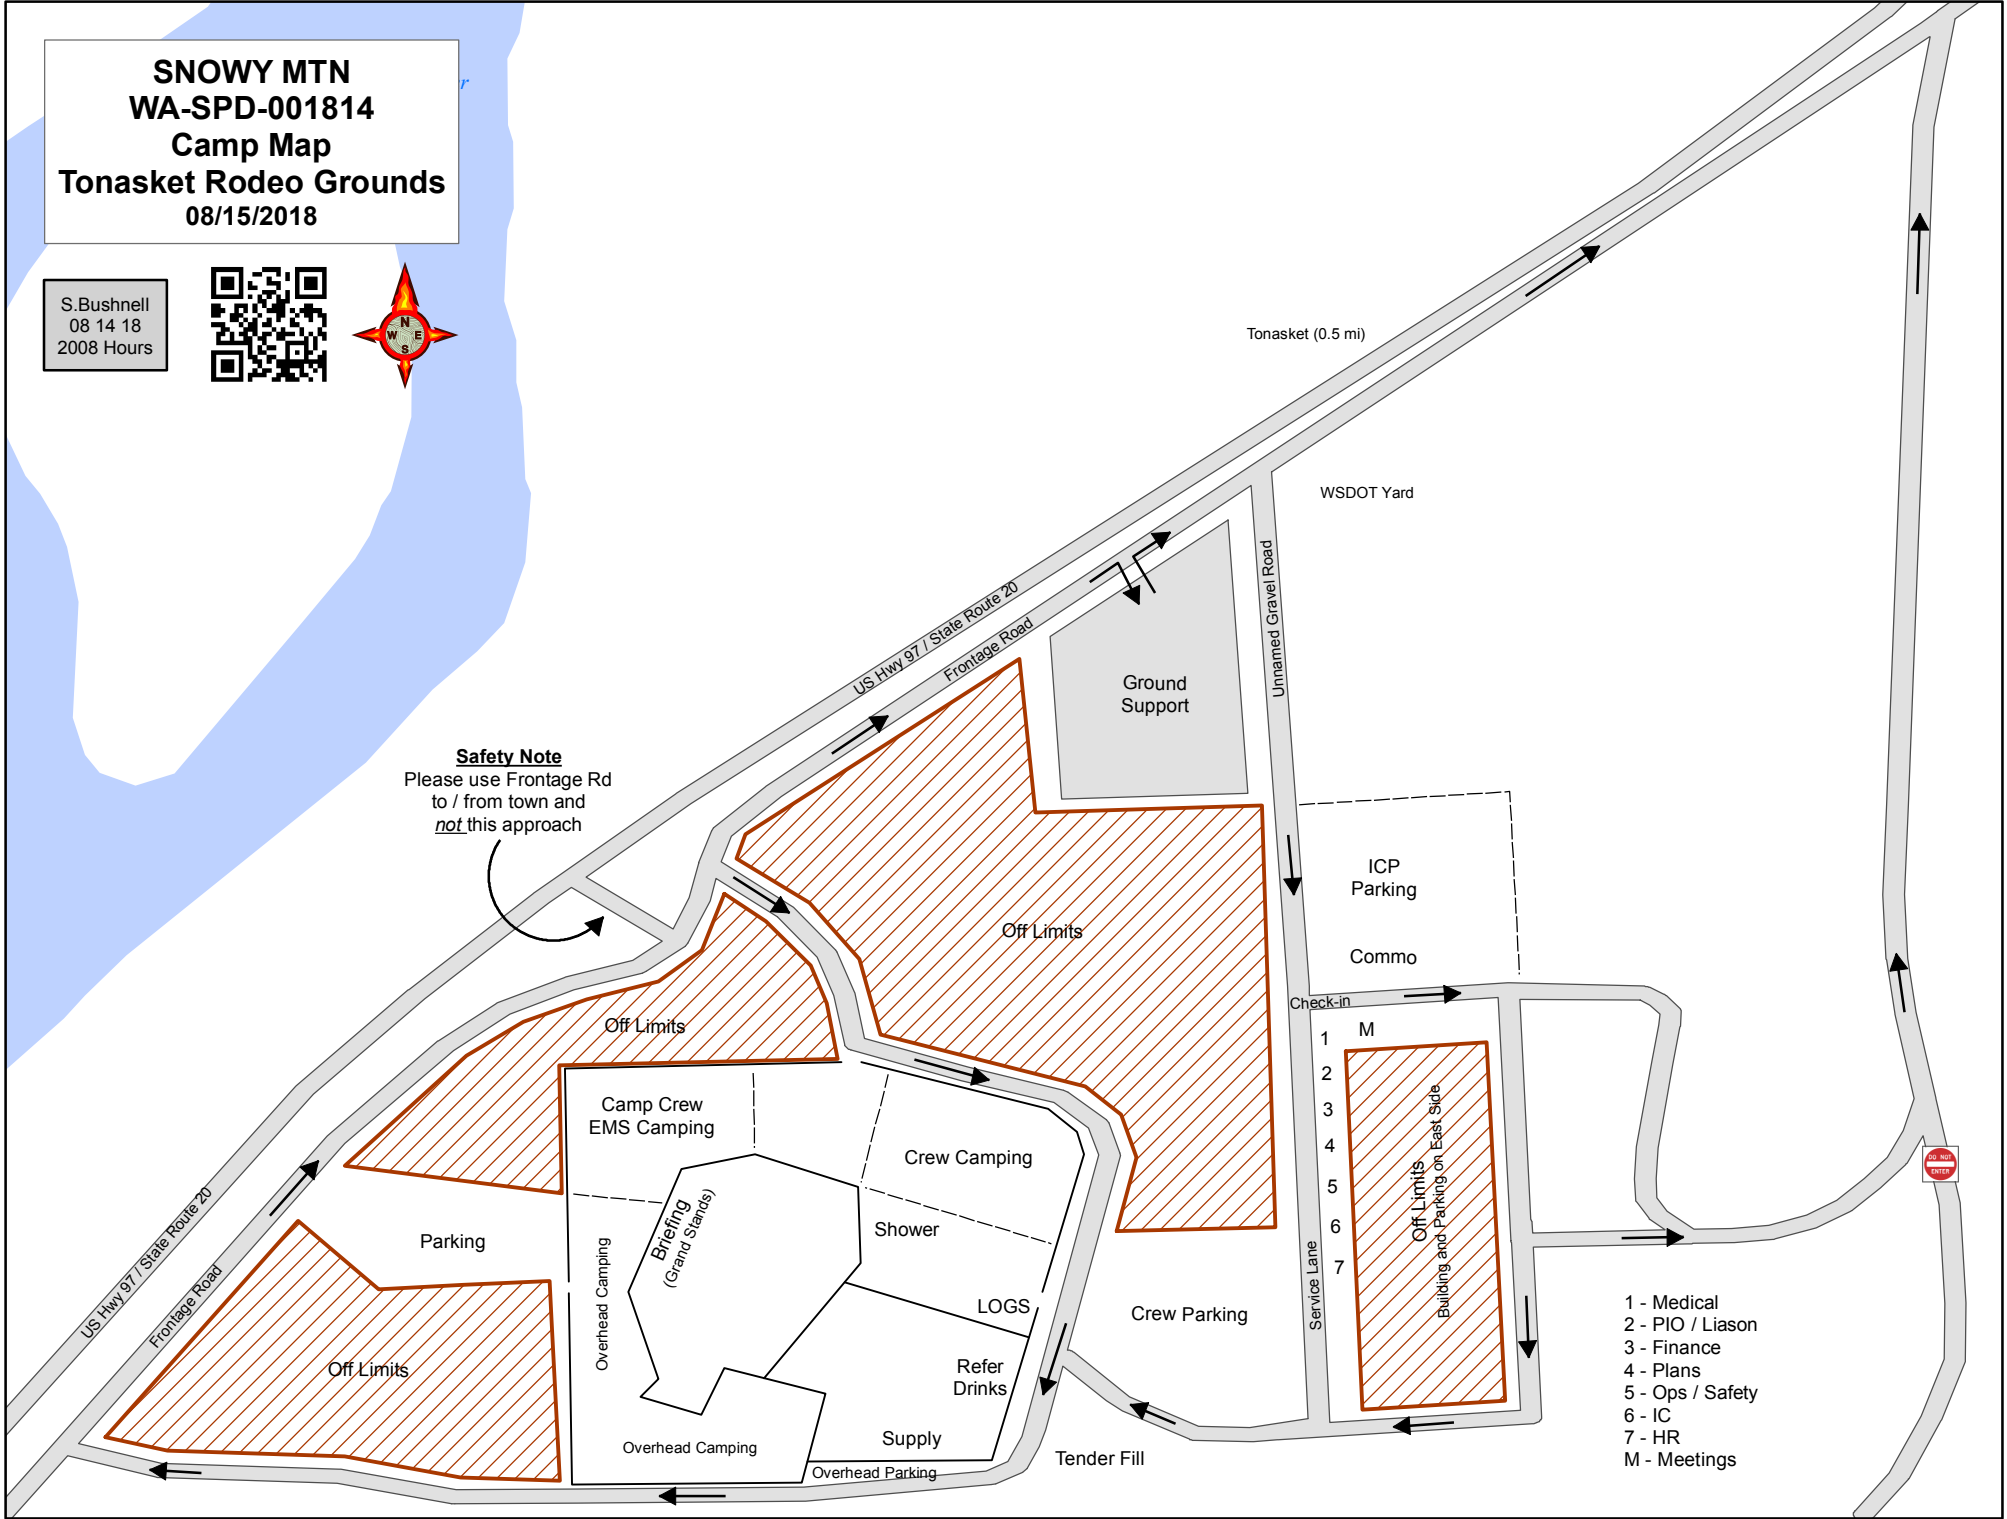 SNOWY MTN
WA-SPD-001814
Camp Map
Tonasket Rodeo Grounds
08/15/2018
S.Bushnell
08 14 18
2008 Hours
N
W
E
S
Tonasket (0.5 mi)
WSDOT Yard
US Hwy 97 / State Route 20
Frontage Road
Unnamed Gravel Road
Ground
Support
Safety Note
Please use Frontage Rd
to / from town and
not this approach
ICP
Parking
Off Limits
Commo
Check-in
Off Limits
M
1
2
3
4
5
6
7
Off Limits
Building and Parking on East Side
Service Lane
DO NOT
ENTER
Camp Crew
EMS Camping
Crew Camping
Briefing
(Grand Stands)
Shower
Parking
US Hwy 97 / State Route 20
Frontage Road
Overhead Camping
LOGS
Crew Parking
Off Limits
Refer
Drinks
Overhead Camping
Supply
Overhead Parking
Tender Fill
1 - Medical
2 - PIO / Liason
3 - Finance
4 - Plans
5 - Ops / Safety
6 - IC
7 - HR
M - Meetings